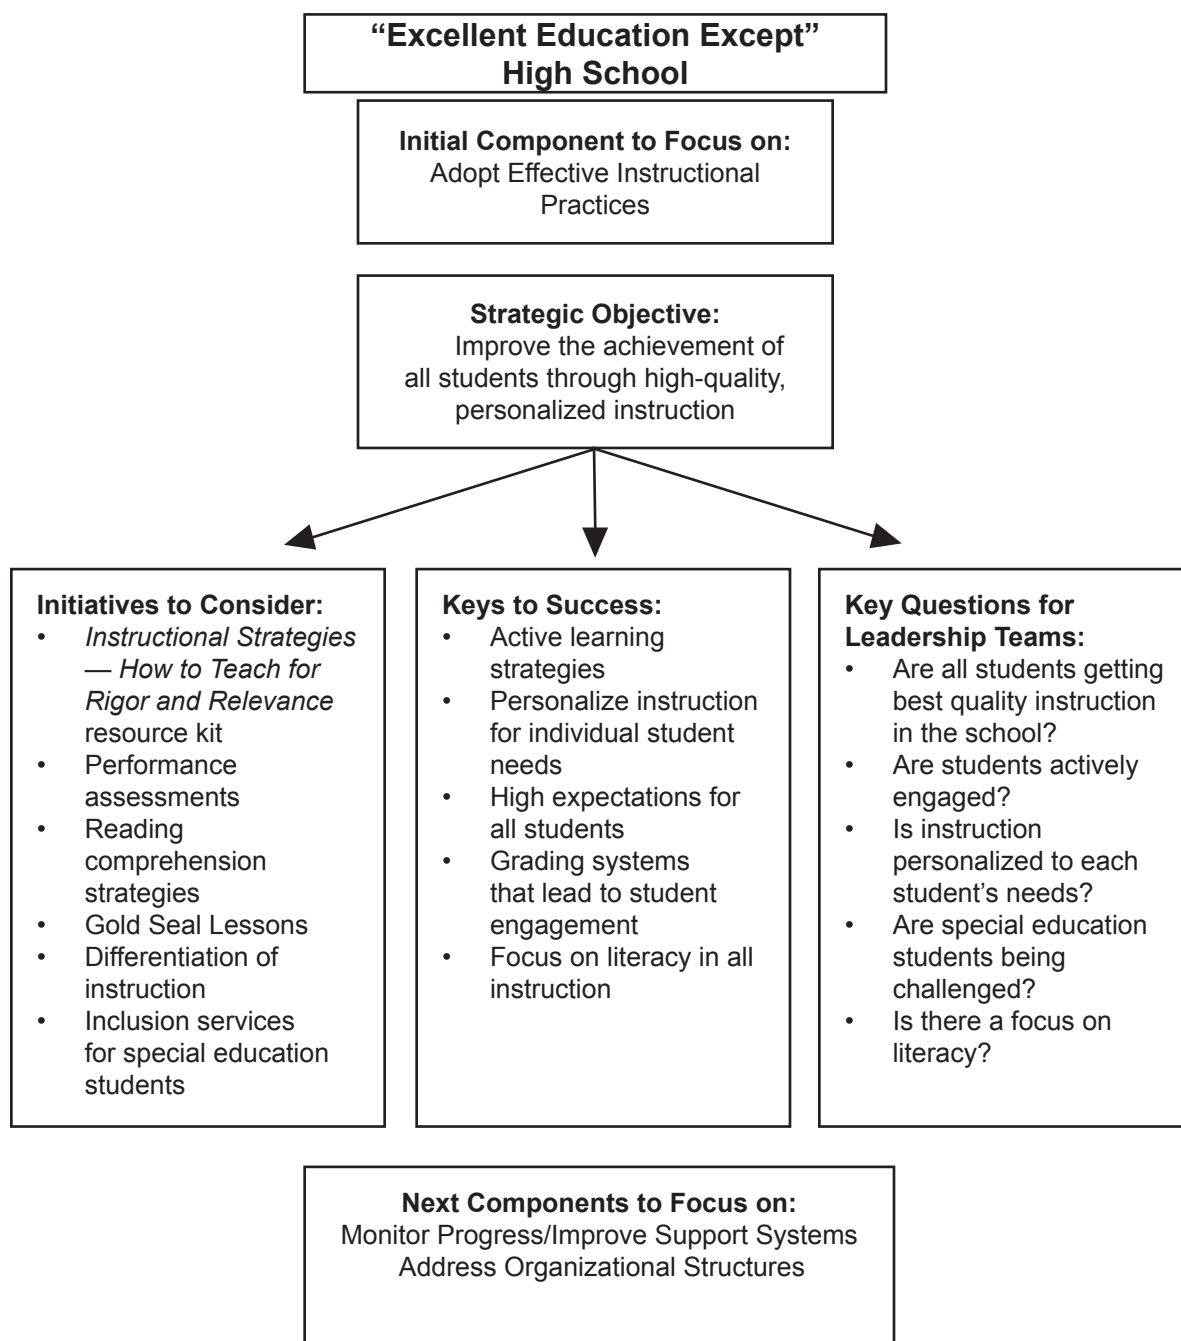 “Excellent Education Except”
High School
Initial Component to Focus on:
Adopt Effective Instructional
Practices
Strategic Objective:
Improve the achievement of
all students through high-quality,
personalized instruction
Initiatives to Consider:
• Instructional Strategies
— How to Teach for
Rigor and Relevance
resource kit
• Performance
assessments
• Reading
comprehension
strategies
• Gold Seal Lessons
• Differentiation of
instruction
• Inclusion services
for special education
students
Keys to Success:
• Active learning
strategies
• Personalize instruction
for individual student
needs
• High expectations for
all students
• Grading systems
that lead to student
engagement
• Focus on literacy in all
instruction
Key Questions for
Leadership Teams:
• Are all students getting
best quality instruction
in the school?
• Are students actively
engaged?
• Is instruction
personalized to each
student’s needs?
• Are special education
students being
challenged?
• Is there a focus on
literacy?
Next Components to Focus on:
Monitor Progress/Improve Support Systems
Address Organizational Structures